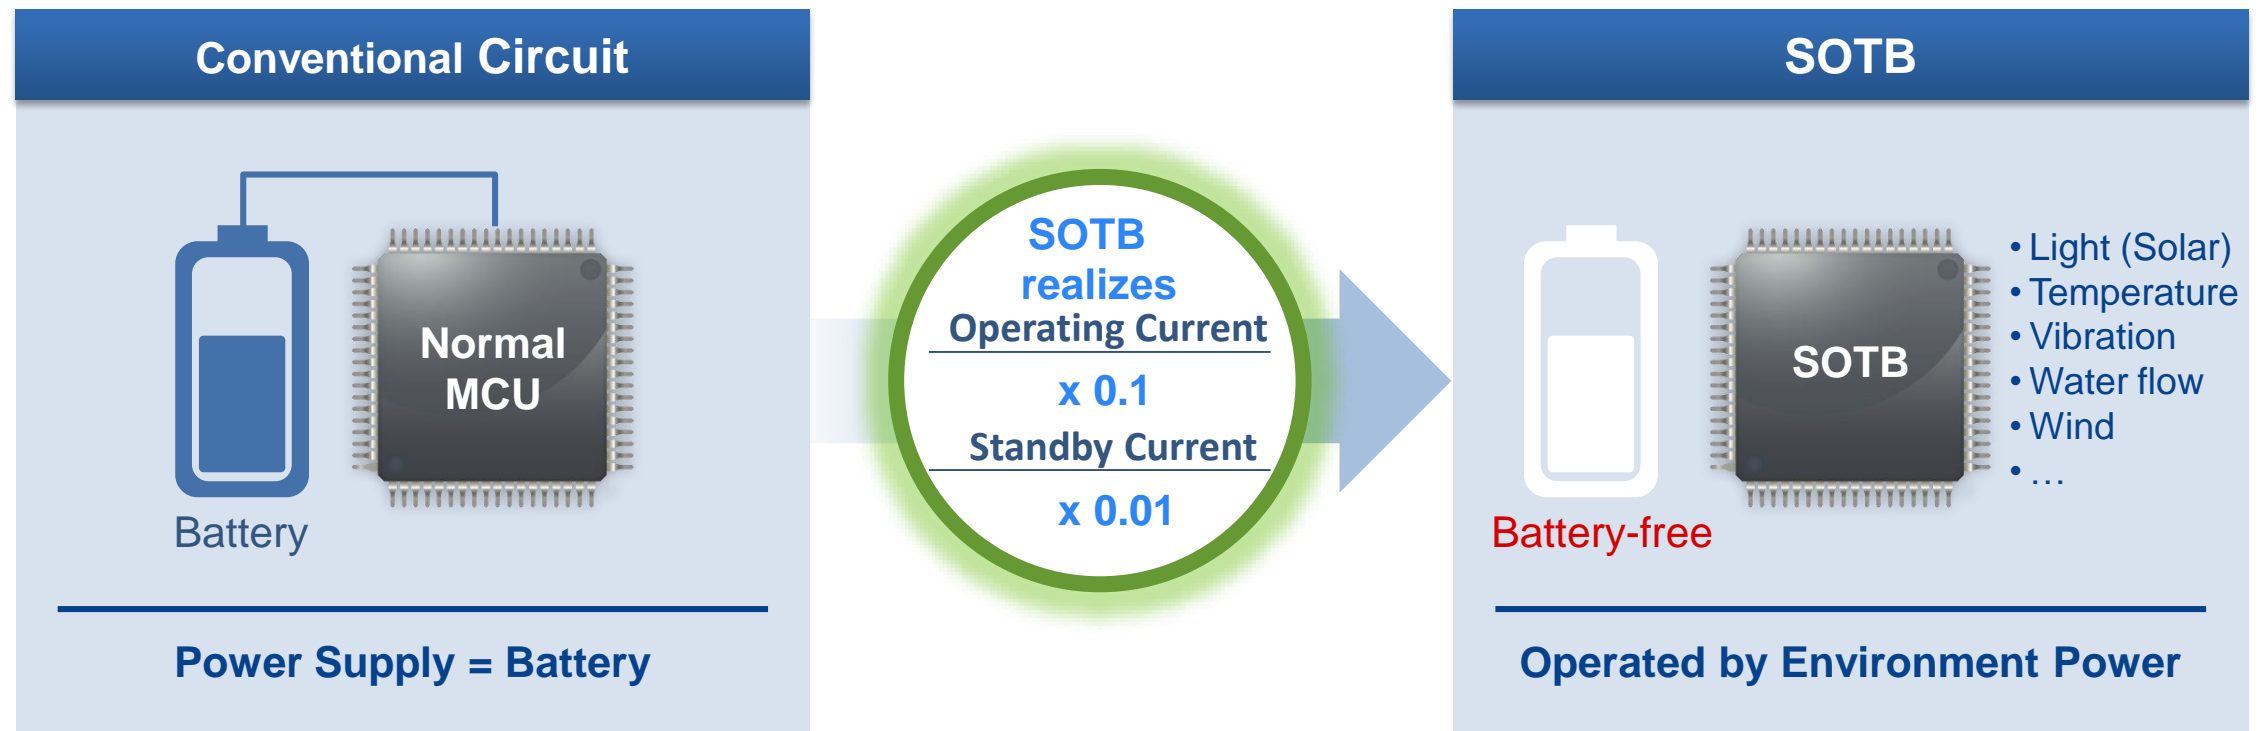 Conventional Circuit
Normal
MCU
Battery
Power Supply = Battery
SOTB
realizes
Operating Current
x 0.1
Standby Current
x 0.01
SOTB
SOTB
• Light (Solar)
• Temperature
• Vibration
• Water flow
• Wind
• …
Battery-free
Operated by Environment Power